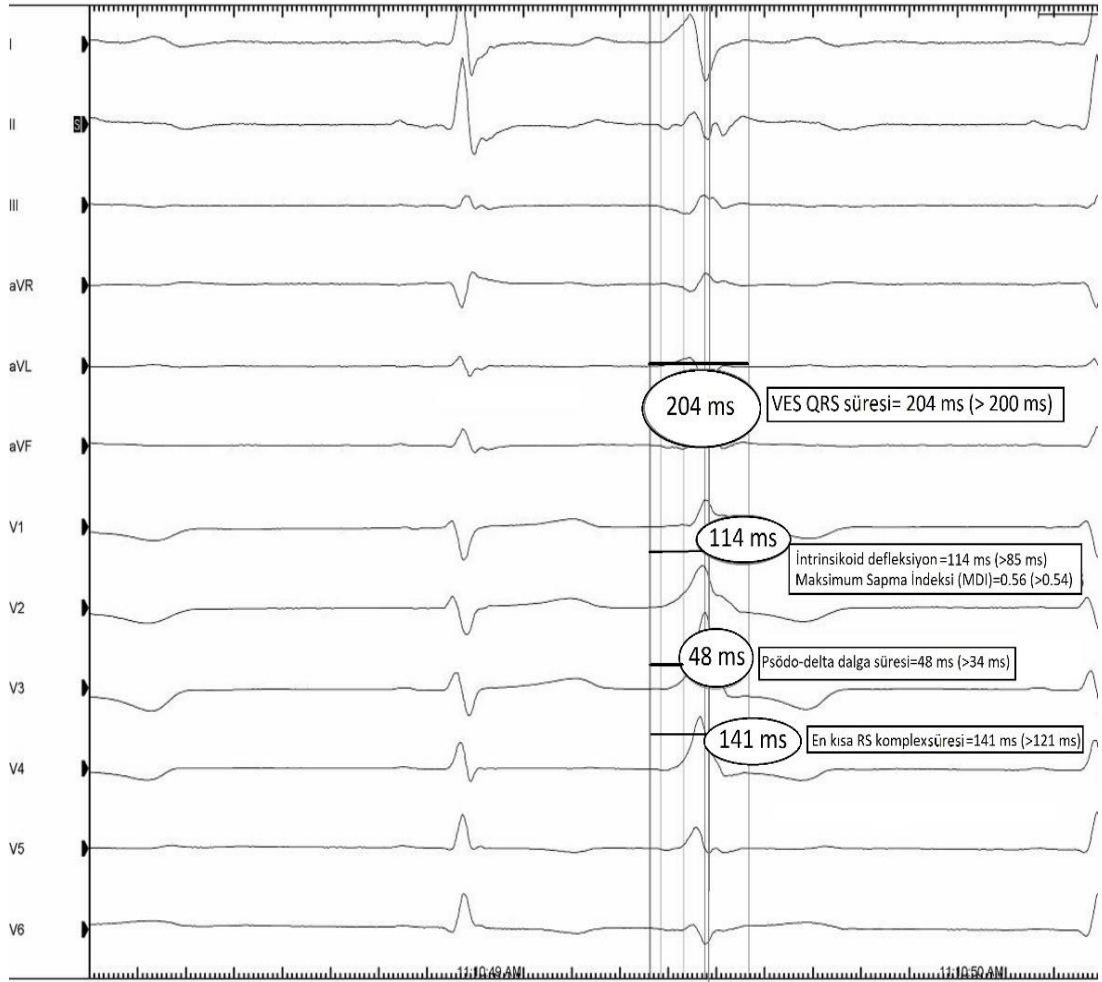 I
II
S
III
aVR
aVL
204 ms
VES QRS süresi= 204 ms (> 200 ms)
aVF
V1
114 ms
İntrinsikoid defleksiyon =114 ms (>85 ms)
Maksimum Sapma İndeksi (MDI)=0.56 (>0.54)
V2
48 ms
Psödo-delta dalga süresi=48 ms (>34 ms)
V3
141 ms
En kısa RS komplexsüresi =141 ms (>121 ms)
V4
V5
V6
11:10:49 AM
11:10:50 AM